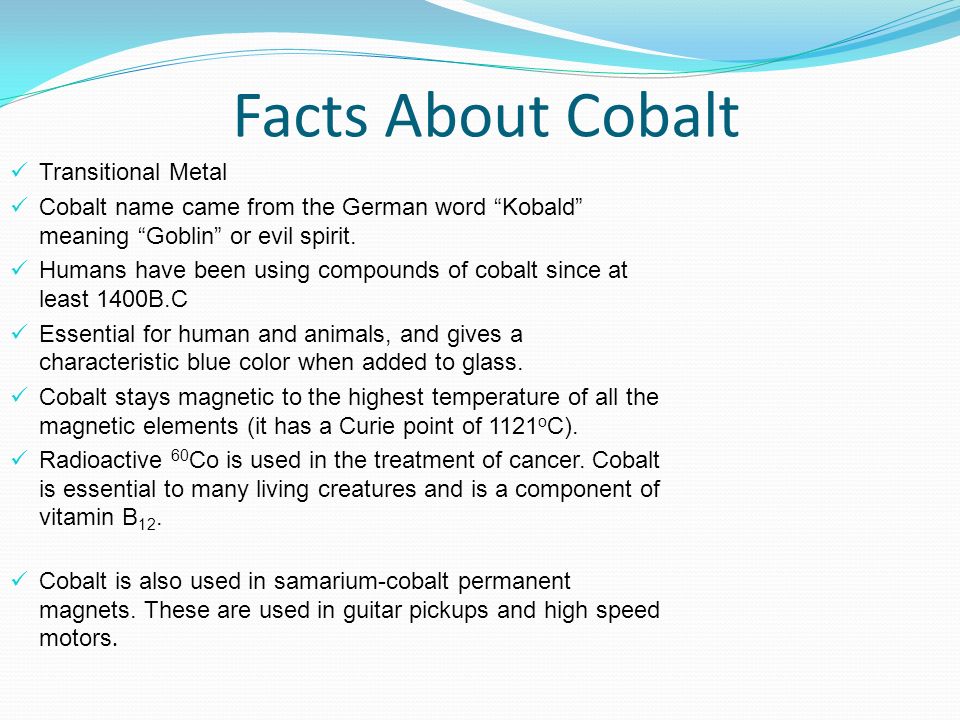 Facts About Cobalt
✓ Transitional Metal
✓ Cobalt name came from the German word “Kobald”
meaning “Goblin” or evil spirit.
✓ Humans have been using compounds of cobalt since at
least 1400B.C
✓ Essential for human and animals, and gives a
characteristic blue color when added to glass.
✓ Cobalt stays magnetic to the highest temperature of all the
magnetic elements (it has a Curie point of 1121ºC).
✓ Radioactive ⁶⁰Co is used in the treatment of cancer. Cobalt
is essential to many living creatures and is a component of
vitamin B₁₂.
✓ Cobalt is also used in samarium-cobalt permanent
magnets. These are used in guitar pickups and high speed
motors.